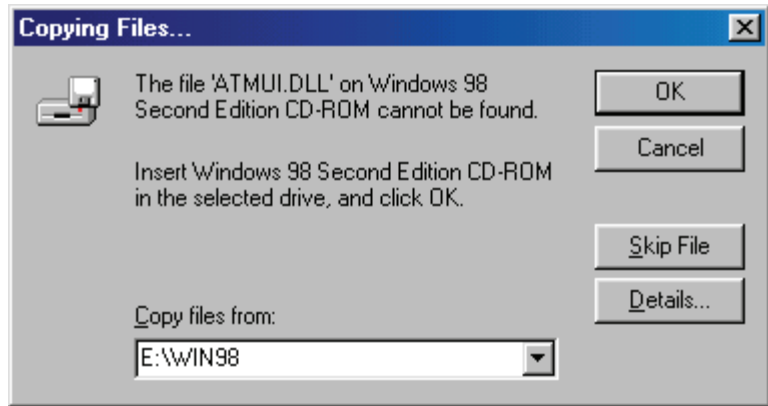 Copying Files...
The file 'ATMUI.DLL' on Windows 98
Second Edition CD-ROM cannot be found.
Insert Windows 98 Second Edition CD-ROM
in the selected drive, and click OK.
Copy files from:
E:\WIN98
OK
Cancel
Skip File
Details...